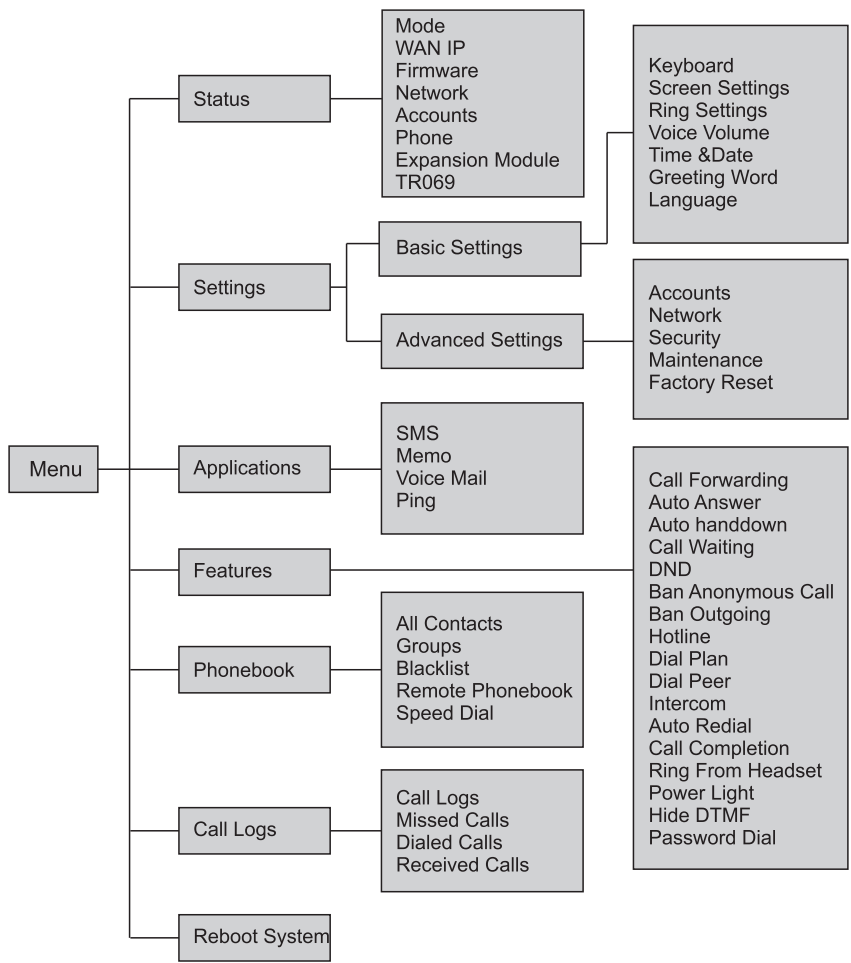 Menu
Status
Mode
WAN IP
Firmware
Network
Accounts
Phone
Expansion Module
TR069
Settings
Basic Settings
Keyboard
Screen Settings
Ring Settings
Voice Volume
Time &Date
Greeting Word
Language
Advanced Settings
Accounts
Network
Security
Maintenance
Factory Reset
Applications
SMS
Memo
Voice Mail
Ping
Features
Call Forwarding
Auto Answer
Auto handdown
Call Waiting
DND
Ban Anonymous Call
Ban Outgoing
Hotline
Dial Plan
Dial Peer
Intercom
Auto Redial
Call Completion
Ring From Headset
Power Light
Hide DTMF
Password Dial
Phonebook
All Contacts
Groups
Blacklist
Remote Phonebook
Speed Dial
Call Logs
Call Logs
Missed Calls
Dialed Calls
Received Calls
Reboot System